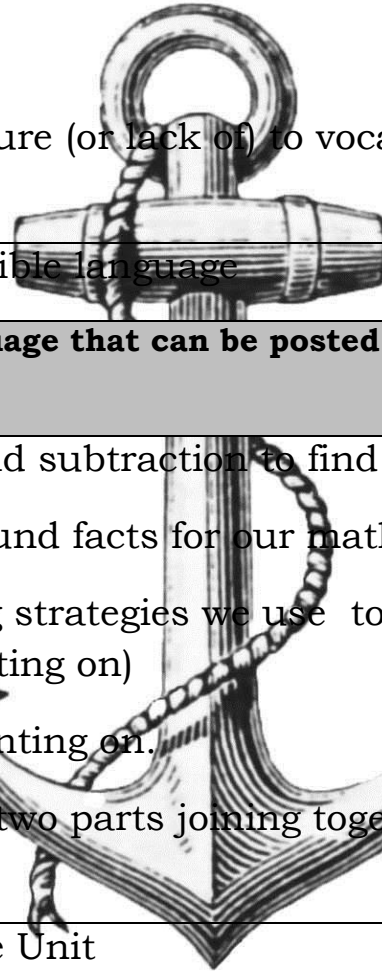 ure (or lack of) to voca
ible language
uage that can be posted
nd subtraction to find
und facts for our math
g strategies we use to
ting on)
nting on.
two parts joining toge
e Unit